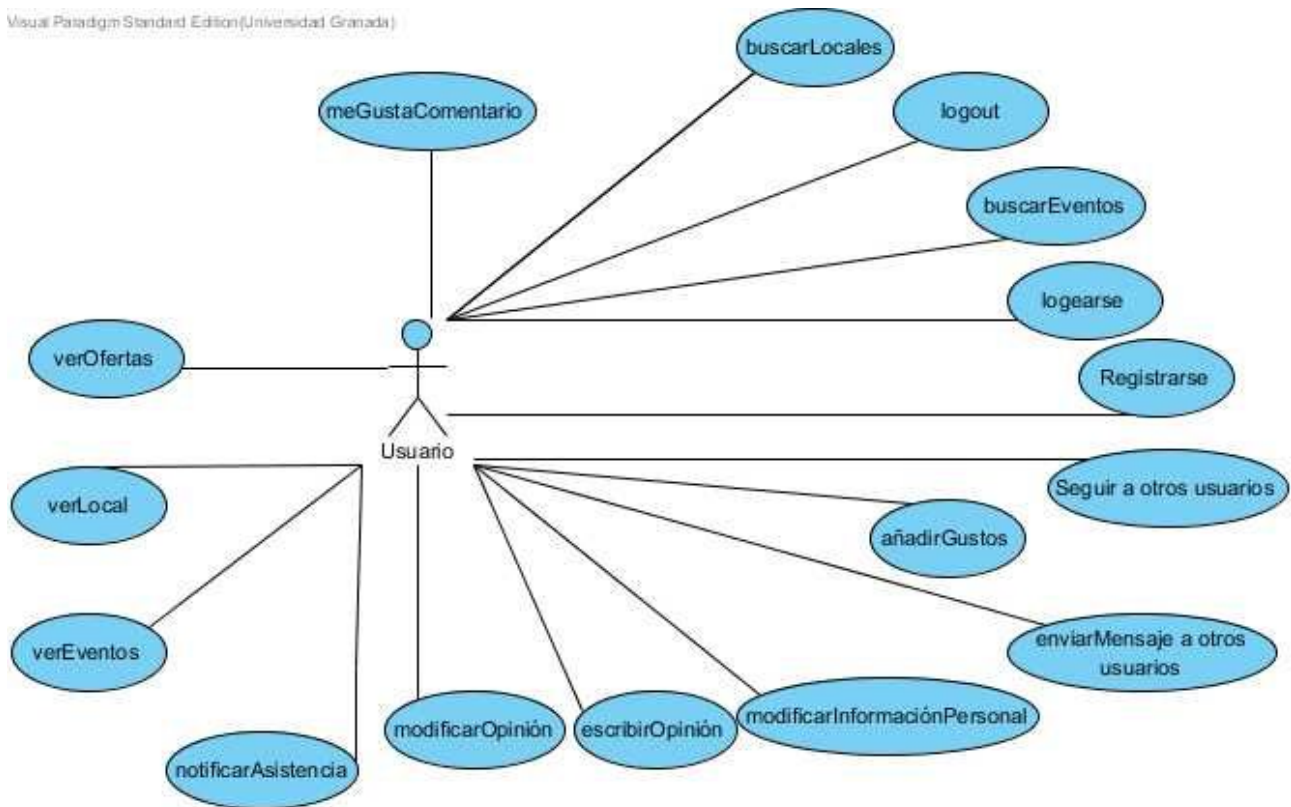 Visual Paradigm Standard Edition(Universidad Granada)
buscarLocales
meGustaComentario
logout
buscarEventos
logearse
verOfertas
Registrarse
Usuario
verLocal
Seguir a otros usuarios
añadirGustos
verEventos
enviarMensaje a otros
usuarios
modificarOpinión
escribirOpinión
modificarInformaciónPersonal
notificarAsistencia